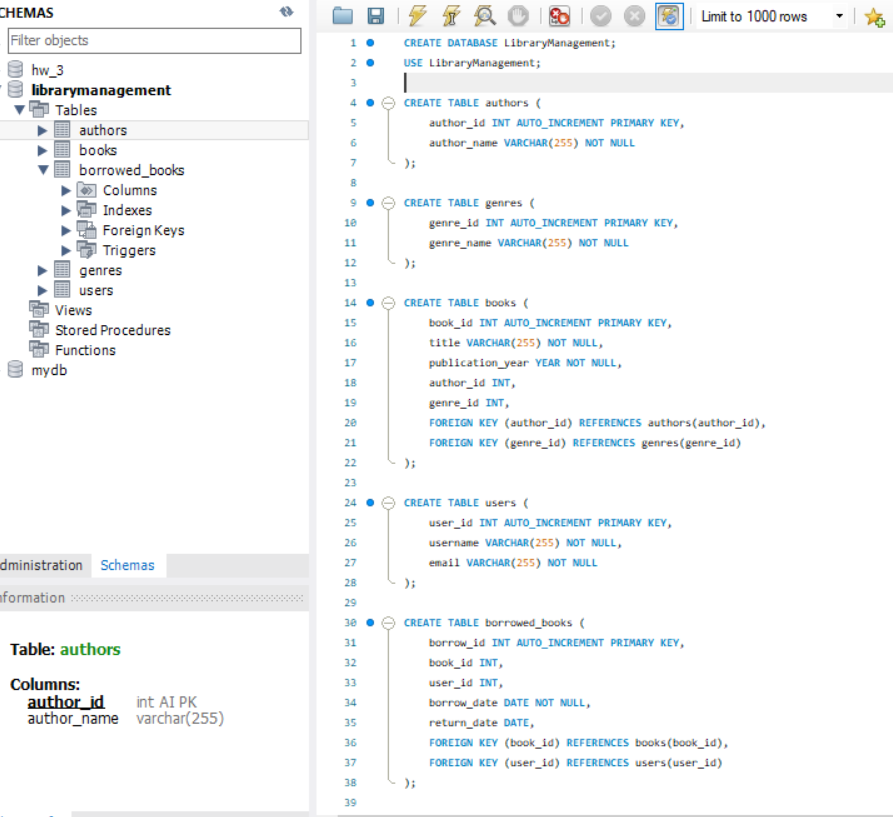 CHEMAS
Filter objects
hw_3
librarymanagement
Tables
authors
books
borrowed_books
Columns
Indexes
Foreign Keys
Triggers
genres
users
Views
Stored Procedures
Functions
mydb
dministration Schemas
nformation
Table: authors
Columns:
author_id int AI PK
author_name varchar(255)
Limit to 1000 rows
1 CREATE DATABASE LibraryManagement;
2 USE LibraryManagement;
3
4 CREATE TABLE authors (
5 author_id INT AUTO_INCREMENT PRIMARY KEY,
6 author_name VARCHAR(255) NOT NULL
7 );
8
9 CREATE TABLE genres (
10 genre_id INT AUTO_INCREMENT PRIMARY KEY,
11 genre_name VARCHAR(255) NOT NULL
12 );
13
14 CREATE TABLE books (
15 book_id INT AUTO_INCREMENT PRIMARY KEY,
16 title VARCHAR(255) NOT NULL,
17 publication_year YEAR NOT NULL,
18 author_id INT,
19 genre_id INT,
20 FOREIGN KEY (author_id) REFERENCES authors(author_id),
21 FOREIGN KEY (genre_id) REFERENCES genres(genre_id)
22 );
23
24 CREATE TABLE users (
25 user_id INT AUTO_INCREMENT PRIMARY KEY,
26 username VARCHAR(255) NOT NULL,
27 email VARCHAR(255) NOT NULL
28 );
29
30 CREATE TABLE borrowed_books (
31 borrow_id INT AUTO_INCREMENT PRIMARY KEY,
32 book_id INT,
33 user_id INT,
34 borrow_date DATE NOT NULL,
35 return_date DATE,
36 FOREIGN KEY (book_id) REFERENCES books(book_id),
37 FOREIGN KEY (user_id) REFERENCES users(user_id)
38 );
39